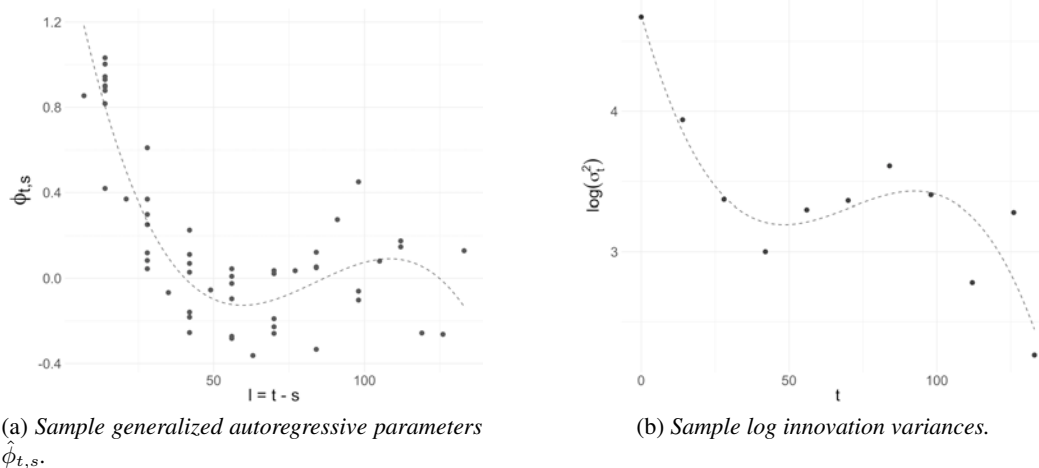 1.2
0.8
0.4
0.0
-0.4
ϕt,s
50
100
l = t - s
(a) Sample generalized autoregressive parameters
ϕ̂t,s.
4
3
log(σt²)
0
50
100
t
(b) Sample log innovation variances.